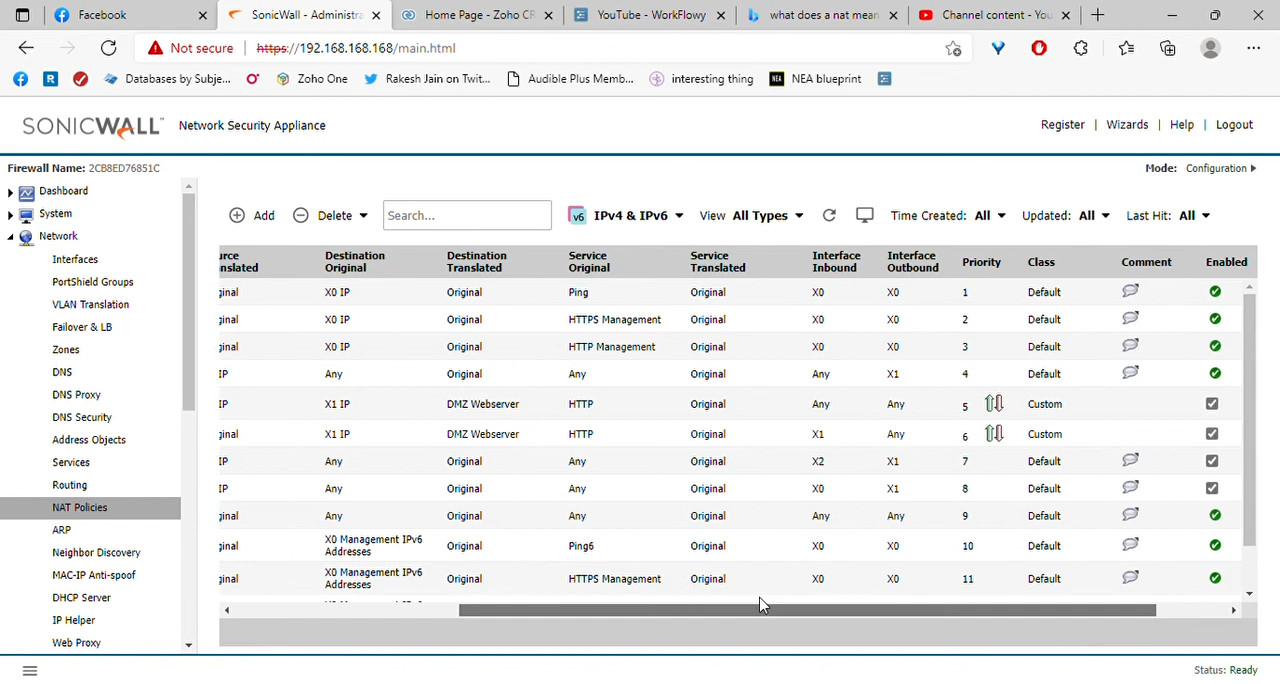 Facebook
SonicWall - Administra
Home Page - Zoho CR
YouTube - WorkFlowy
what does a nat mean
Channel content - You
Not secure https://192.168.168.168/main.html
R Databases by Subje... Zoho One Rakesh Jain on Twit... Audible Plus Memb... interesting thing NEA NEA blueprint
SONICWALL Network Security Appliance
Register | Wizards | Help | Logout
Firewall Name: 2CB8ED76851C
Mode: Configuration
Dashboard
System
Network
Interfaces
PortShield Groups
VLAN Translation
Failover & LB
Zones
DNS
DNS Proxy
DNS Security
Address Objects
Services
Routing
NAT Policies
ARP
Neighbor Discovery
MAC-IP Anti-spoof
DHCP Server
IP Helper
Web Proxy
Add Delete Search... v6 IPv4 & IPv6 View All Types Time Created: All Updated: All Last Hit: All
urce Destination Destination Service Service Interface Interface
nslated Original Translated Original Translated Inbound Outbound Priority Class Comment Enabled
ginal X0 IP Original Ping Original X0 X0 1 Default
ginal X0 IP Original HTTPS Management Original X0 X0 2 Default
ginal X0 IP Original HTTP Management Original X0 X0 3 Default
IP Any Original Any Original Any X1 4 Default
IP X1 IP DMZ Webserver HTTP Original Any Any 5 Custom
ginal X1 IP DMZ Webserver HTTP Original X1 Any 6 Custom
IP Any Original Any Original X2 X1 7 Default
IP Any Original Any Original X0 X1 8 Default
ginal Any Original Any Original Any Any 9 Default
ginal X0 Management IPv6 Original Ping6 Original X0 X0 10 Default
Addresses
ginal X0 Management IPv6 Original HTTPS Management Original X0 X0 11 Default
Addresses
Status: Ready